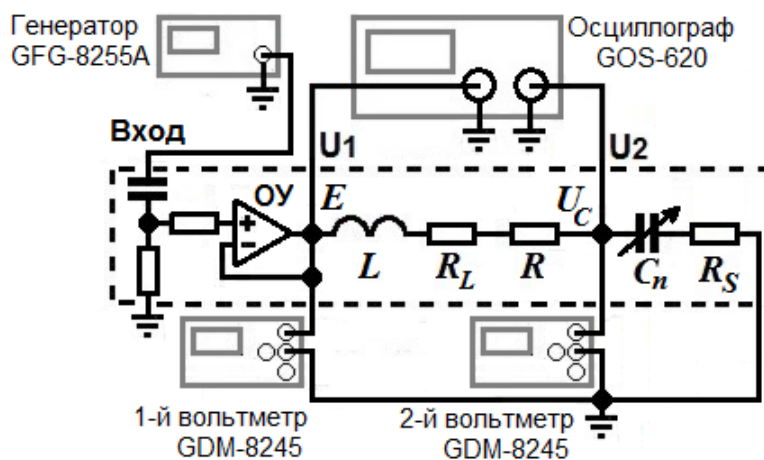 Генератор
GFG-8255A
Осциллограф
GOS-620
Вход
U1
U2
ОУ
E
U_C
+
-
L
R_L
R
C_n
R_S
1-й вольтметр
GDM-8245
2-й вольтметр
GDM-8245